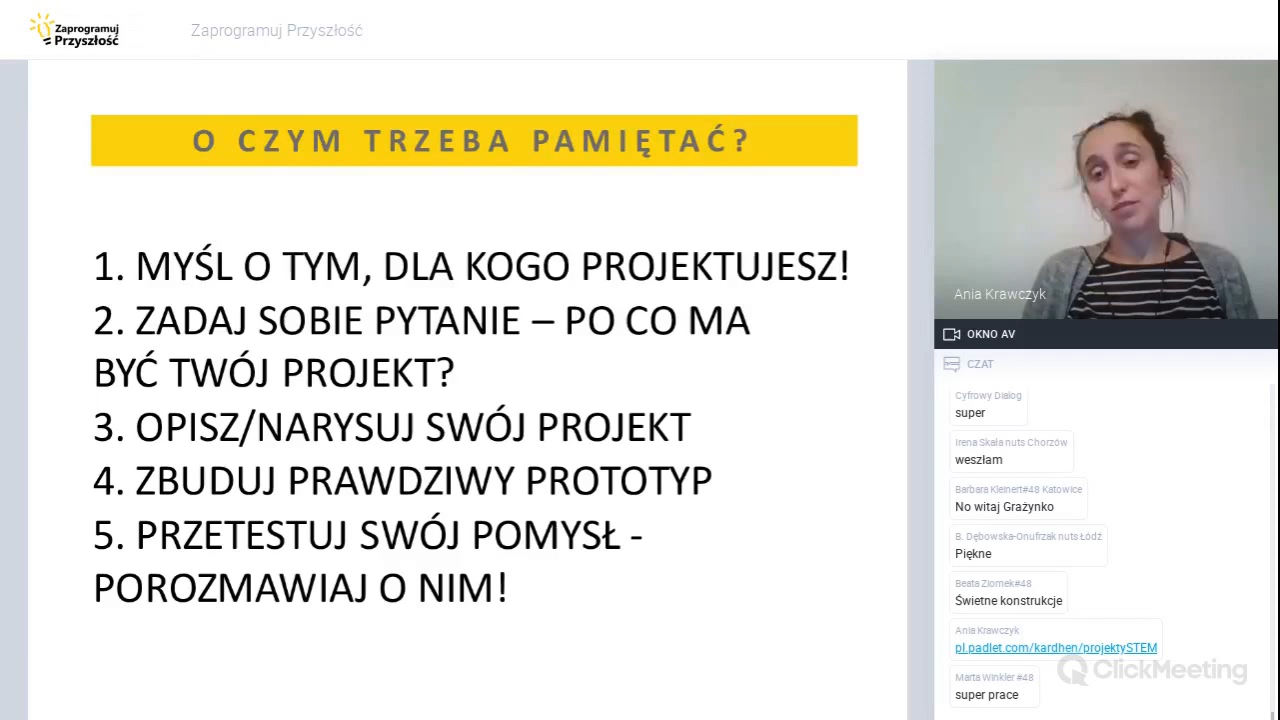 Zaprogramuj
Przyszłość
Zaprogramuj Przyszłość
O CZYM TRZEBA PAMIĘTAĆ?
1. MYŚL O TYM, DLA KOGO PROJEKTUJESZ!
2. ZADAJ SOBIE PYTANIE – PO CO MA
BYĆ TWÓJ PROJEKT?
3. OPISZ/NARYSUJ SWÓJ PROJEKT
4. ZBUDUJ PRAWDZIWY PROTOTYP
5. PRZETESTUJ SWÓJ POMYSŁ -
POROZMAWIAJ O NIM!
Ania Krawczyk
OKNO AV
CZAT
Cyfrowy Dialog
super
Irena Skała nuts Chorzów
weszłam
Barbara Kleinert#48 Katowice
No witaj Grażynko
B. Dębowska-Onufrzak nuts Łódź
Piękne
Beata Ziomek#48
Świetne konstrukcje
Ania Krawczyk
pl.padlet.com/kardhen/projektySTEM
ClickMeeting
Marta Winkler #48
super prace